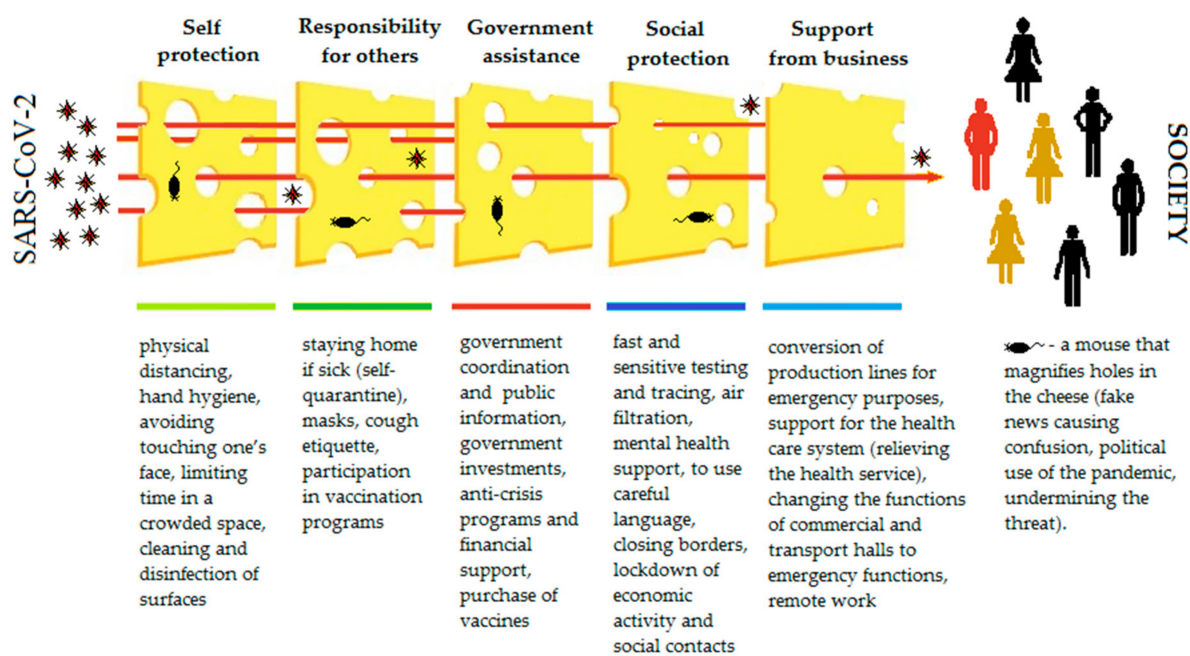 Self
protection
Responsibility
for others
Government
assistance
Social
protection
Support
from business
SARS-CoV-2
SOCIETY
physical
distancing,
hand hygiene,
avoiding
touching one's
face, limiting
time in a
crowded space,
cleaning and
disinfection of
surfaces
staying home
if sick (self-
quarantine),
masks, cough
etiquette,
participation
in vaccination
programs
government
coordination
and public
information,
government
investments,
anti-crisis
programs and
financial
support,
purchase of
vaccines
fast and
sensitive testing
and tracing, air
filtration,
mental health
support, to use
careful
language,
closing borders,
lockdown of
economic
activity and
social contacts
conversion of
production lines for
emergency purposes,
support for the health
care system (relieving
the health service),
changing the functions
of commercial and
transport halls to
emergency functions,
remote work
- a mouse that
magnifies holes in
the cheese (fake
news causing
confusion, political
use of the pandemic,
undermining the
threat).